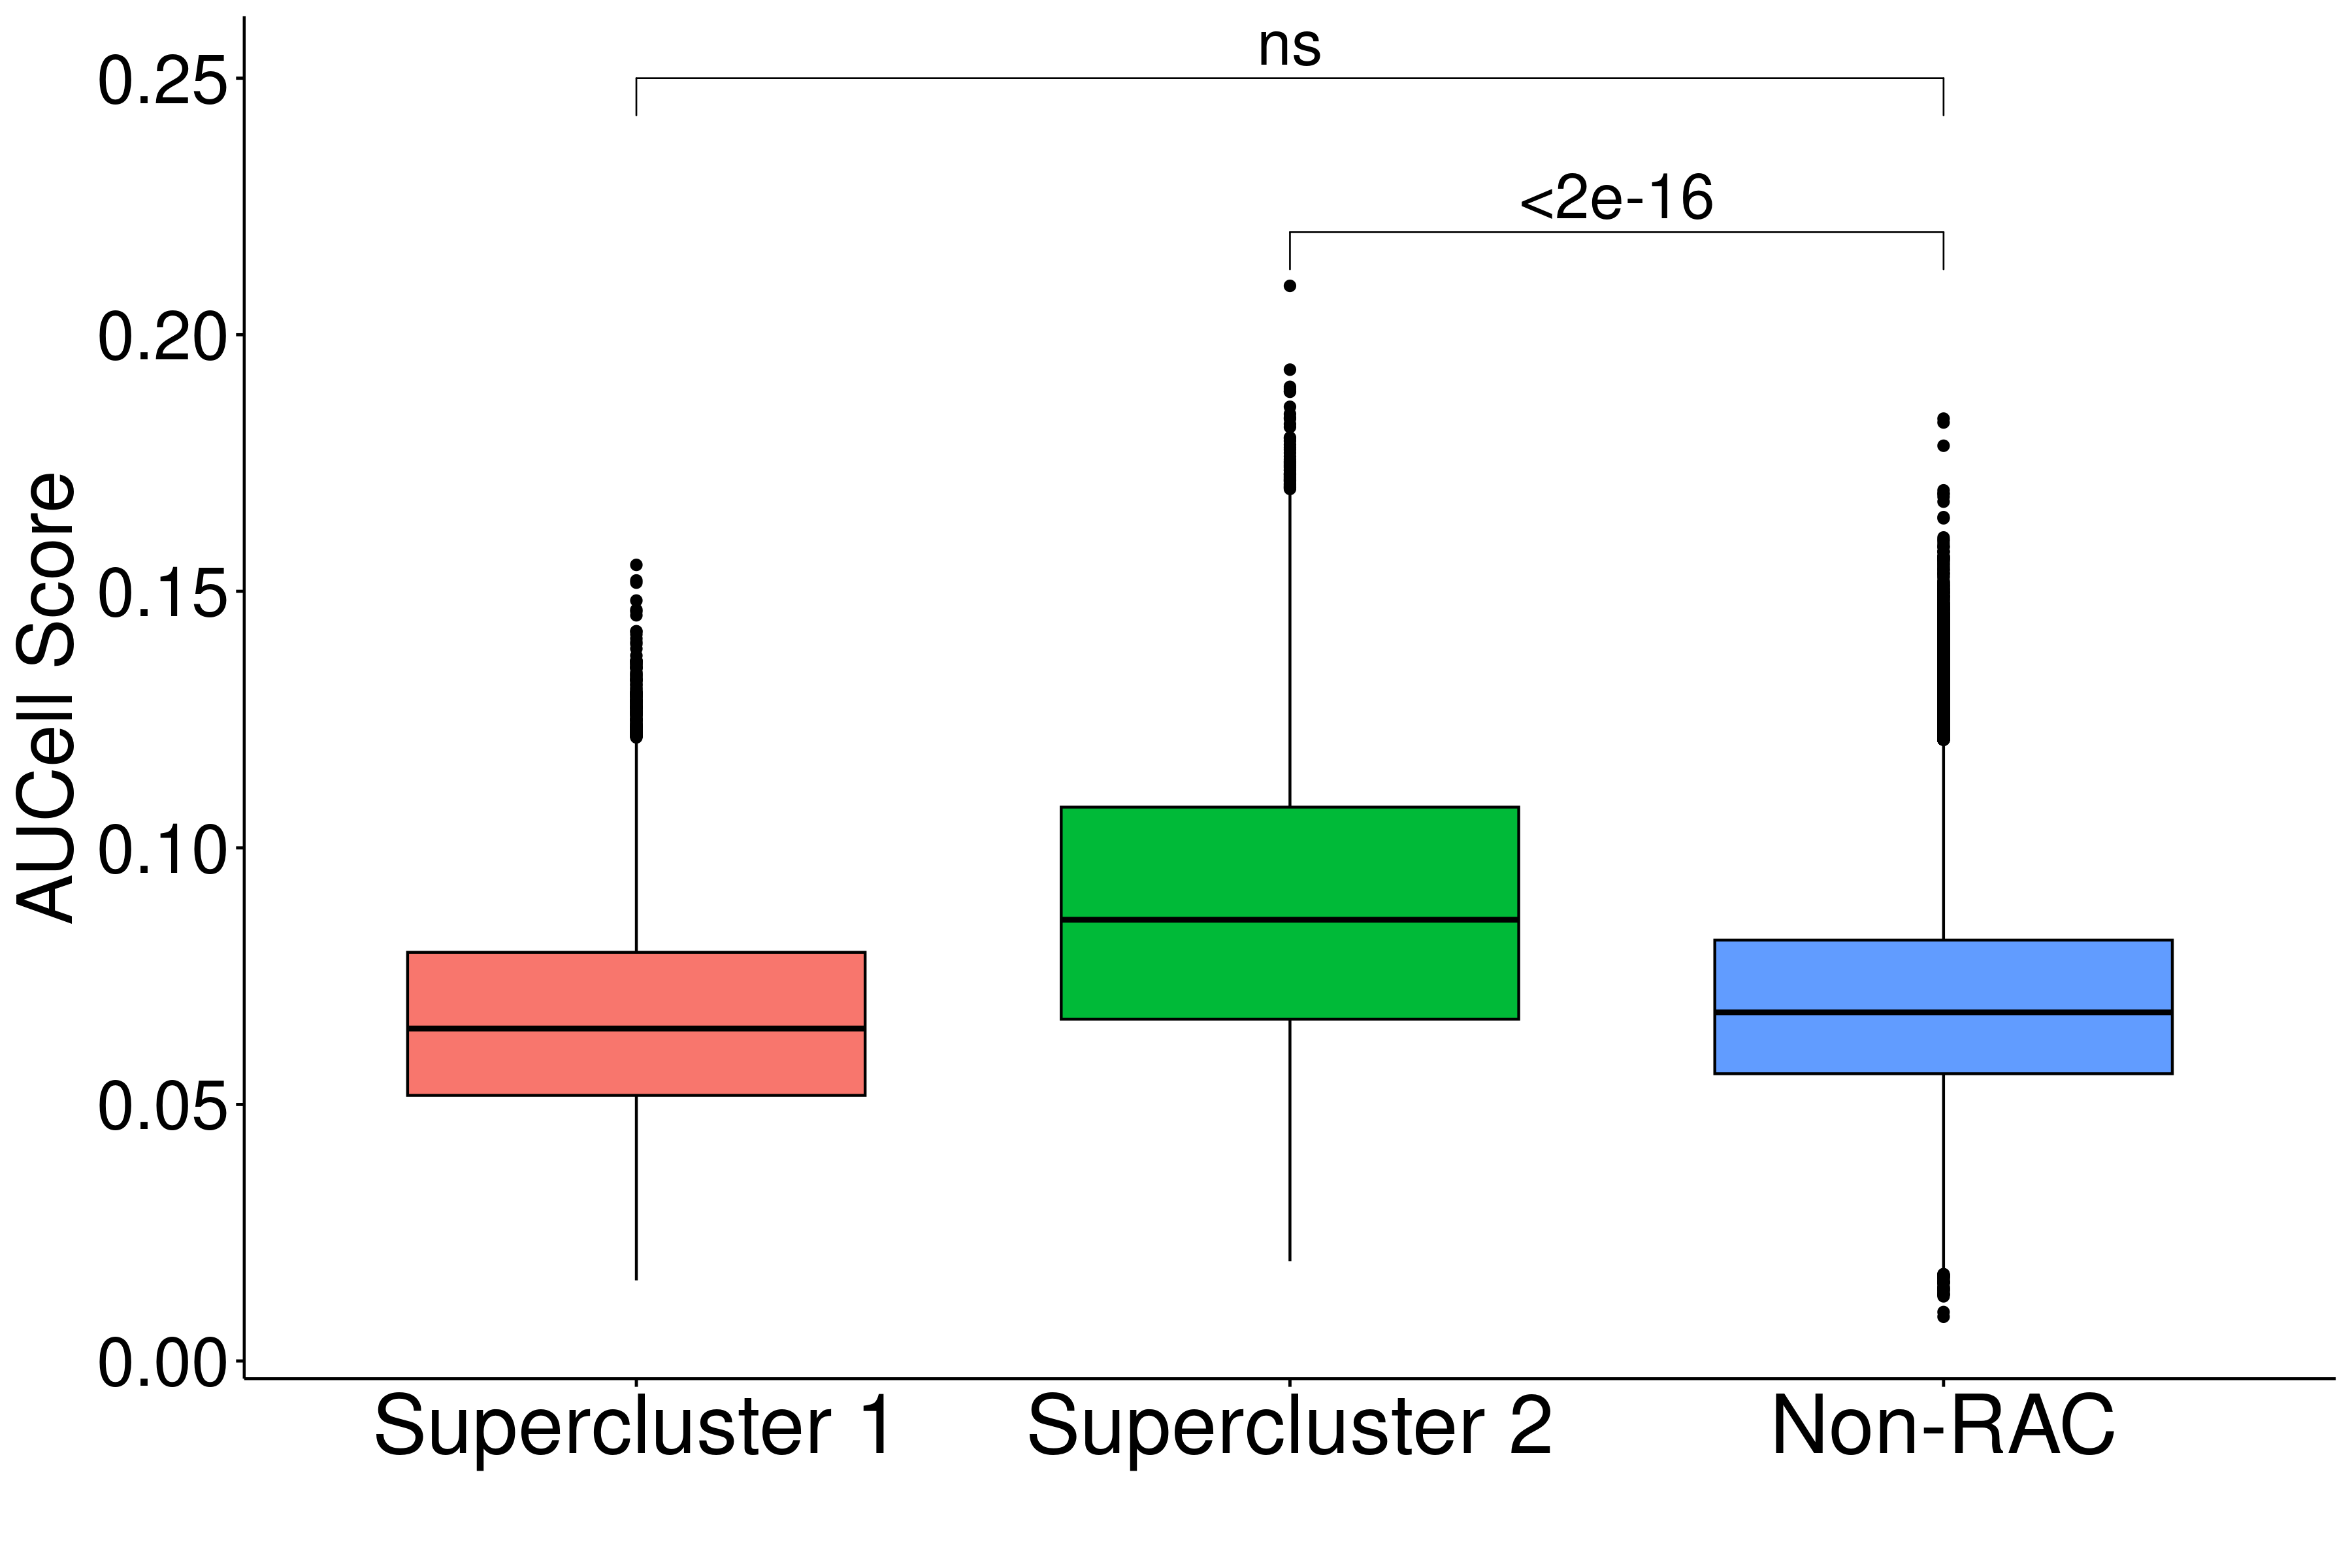 ns
<2e-16
0.25
0.20
0.15
0.10
0.05
0.00
AUCell Score
Supercluster 1
Supercluster 2
Non-RAC